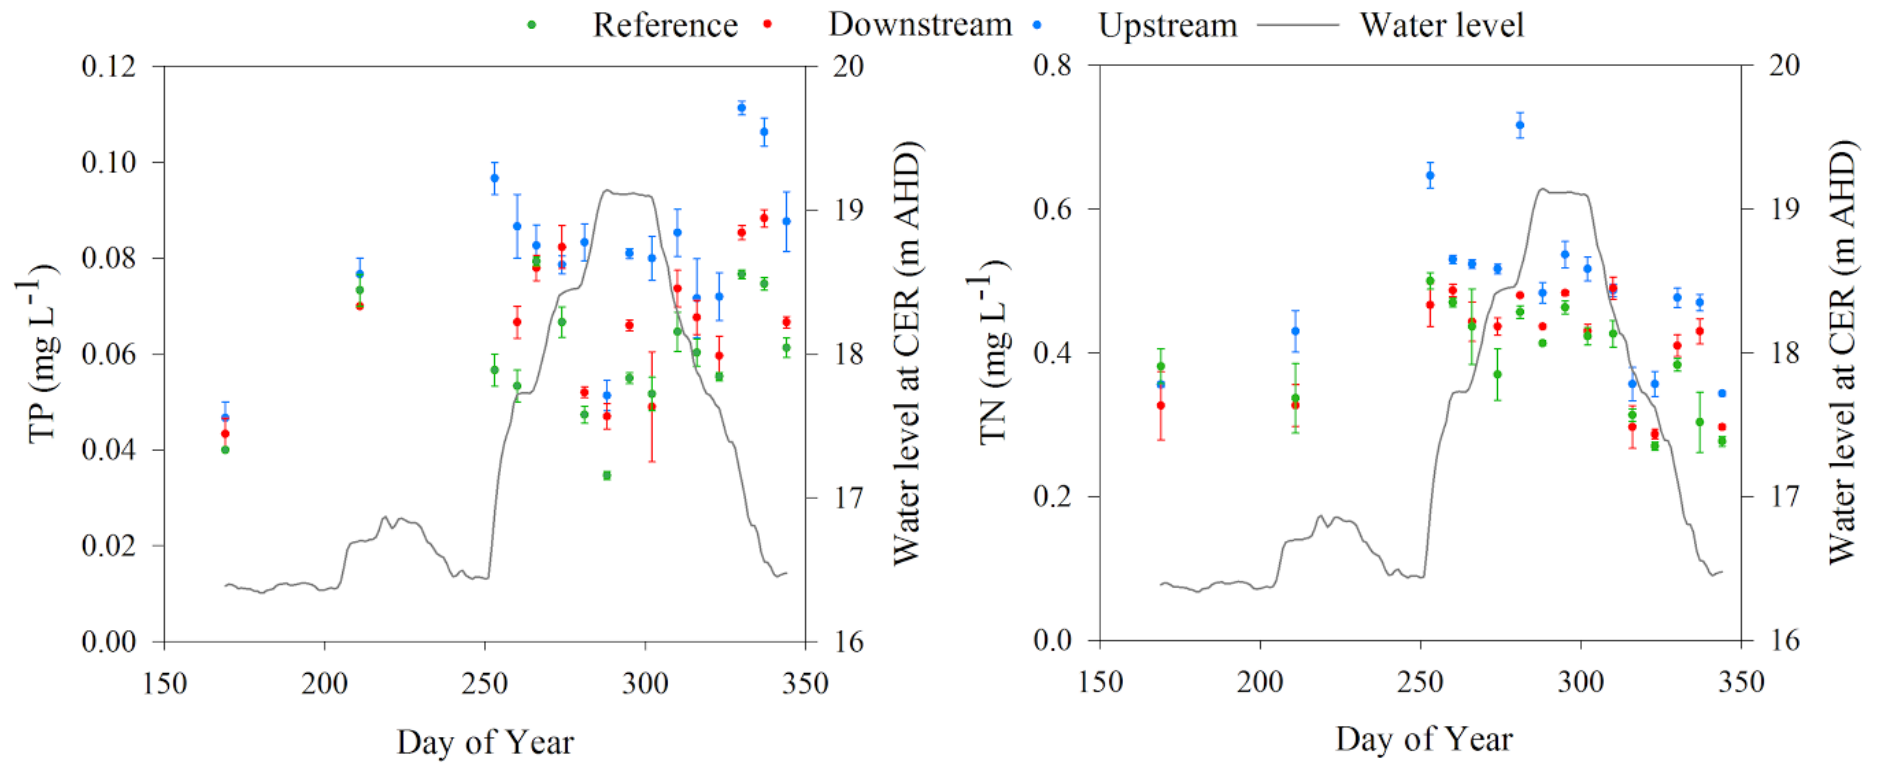 Reference Downstream Upstream Water level
0.12
0.10
0.08
0.06
0.04
0.02
0.00
TP (mg L-1)
150 200 250 300 350
Day of Year
20
19
18
17
16
Water level at CER (m AHD)
0.8
0.6
0.4
0.2
0.0
TN (mg L-1)
150 200 250 300 350
Day of Year
20
19
18
17
16
Water level at CER (m AHD)